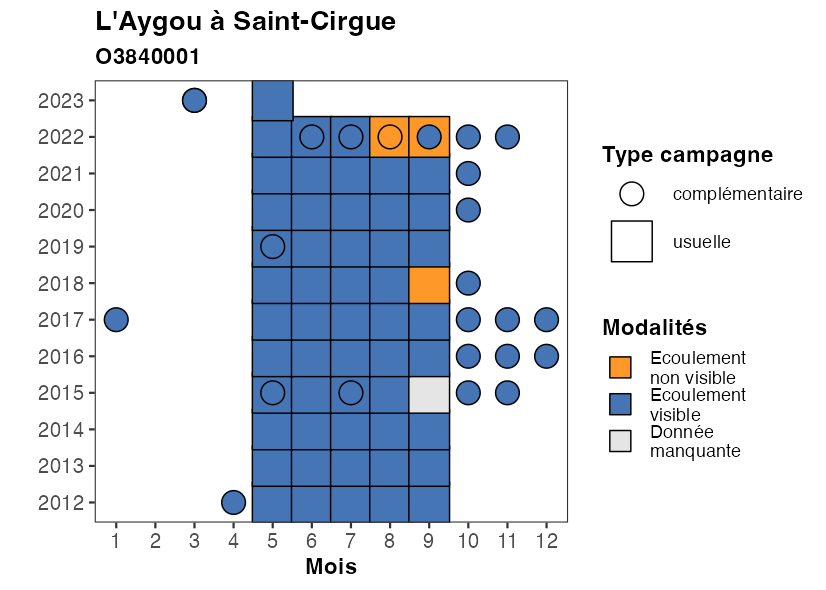 L'Aygou à Saint-Cirgue
O3840001
2023
2022
2021
2020
2019
2018
2017
2016
2015
2014
2013
2012
1 2 3 4 5 6 7 8 9 10 11 12
Mois
Type campagne
complémentaire
usuelle
Modalités
Ecoulement
non visible
Ecoulement
visible
Donnée
manquante